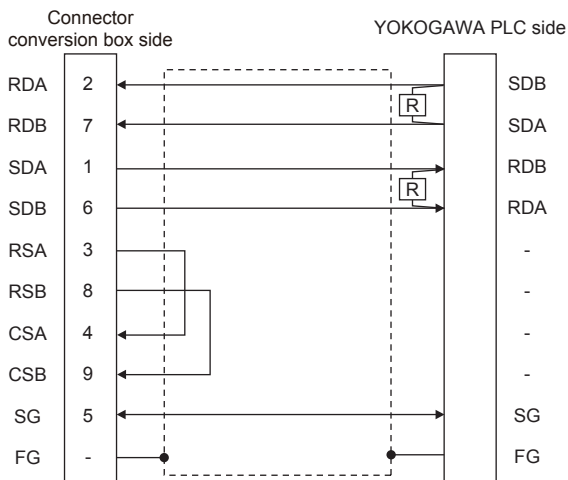 Connector
conversion box side
YOKOGAWA PLC side
RDA 2 SDB
R
RDB 7 SDA
SDA 1 RDB
R
SDB 6 RDA
RSA 3 -
RSB 8 -
CSA 4 -
CSB 9 -
SG 5 SG
FG - FG